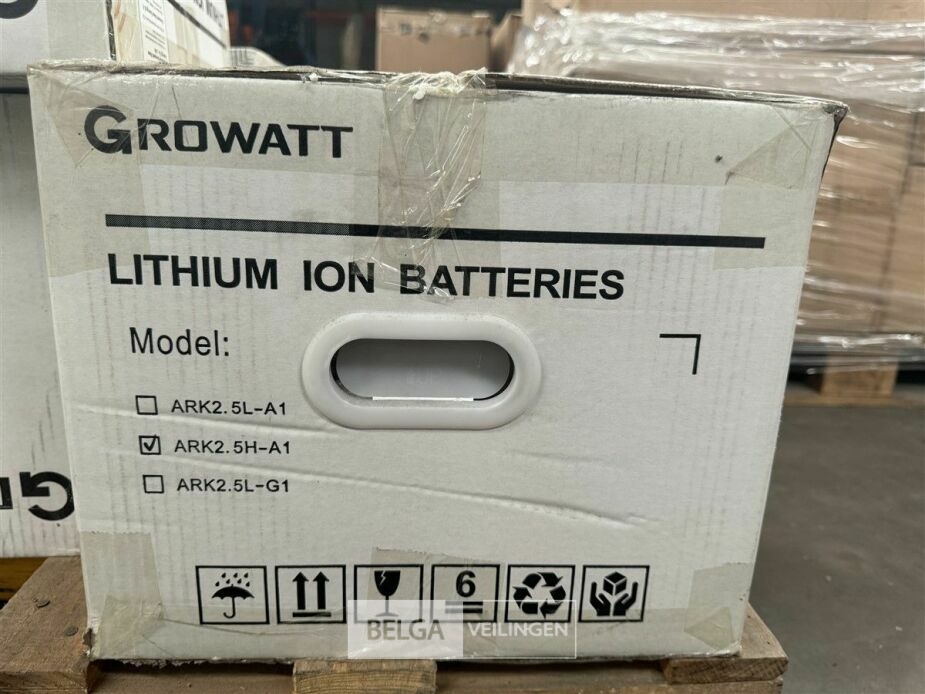 GROWATT
LITHIUM ION BATTERIES
Model:
ARK2.5L-A1
ARK2.5H-A1
ARK2.5L-G1
6
BELGA VEILINGEN